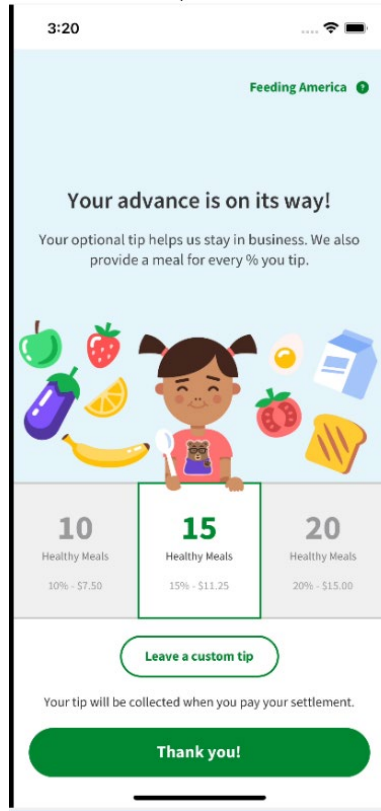 3:20
Feeding America ?
Your advance is on its way!
Your optional tip helps us stay in business. We also
provide a meal for every % you tip.
10
Healthy Meals
10% - $7.50
15
Healthy Meals
15% - $11.25
20
Healthy Meals
20% - $15.00
Leave a custom tip
Your tip will be collected when you pay your settlement.
Thank you!